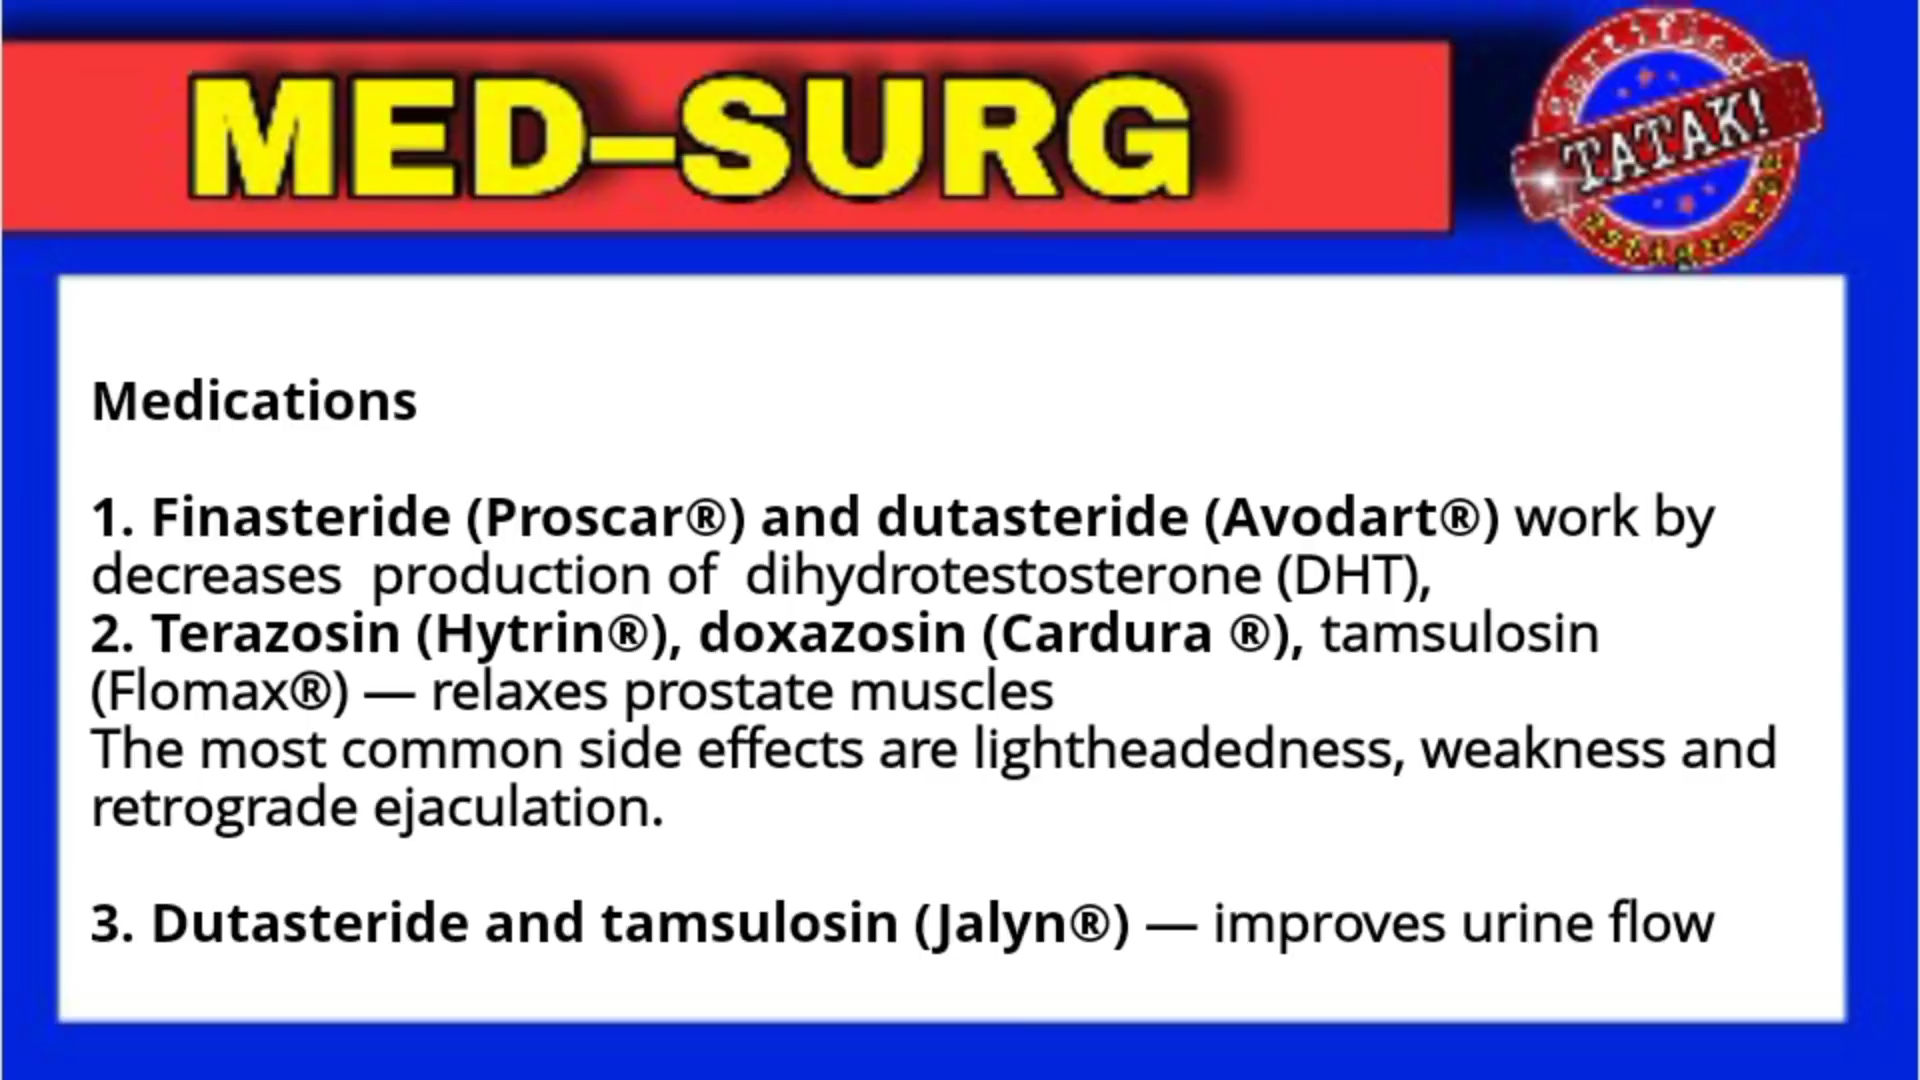 MED–SURG
certified
TATAK!
Medications
1. Finasteride (Proscar®) and dutasteride (Avodart®) work by
decreases  production of  dihydrotestosterone (DHT),
2. Terazosin (Hytrin®), doxazosin (Cardura ®), tamsulosin
(Flomax®) — relaxes prostate muscles
The most common side effects are lightheadedness, weakness and
retrograde ejaculation.
3. Dutasteride and tamsulosin (Jalyn®) — improves urine flow